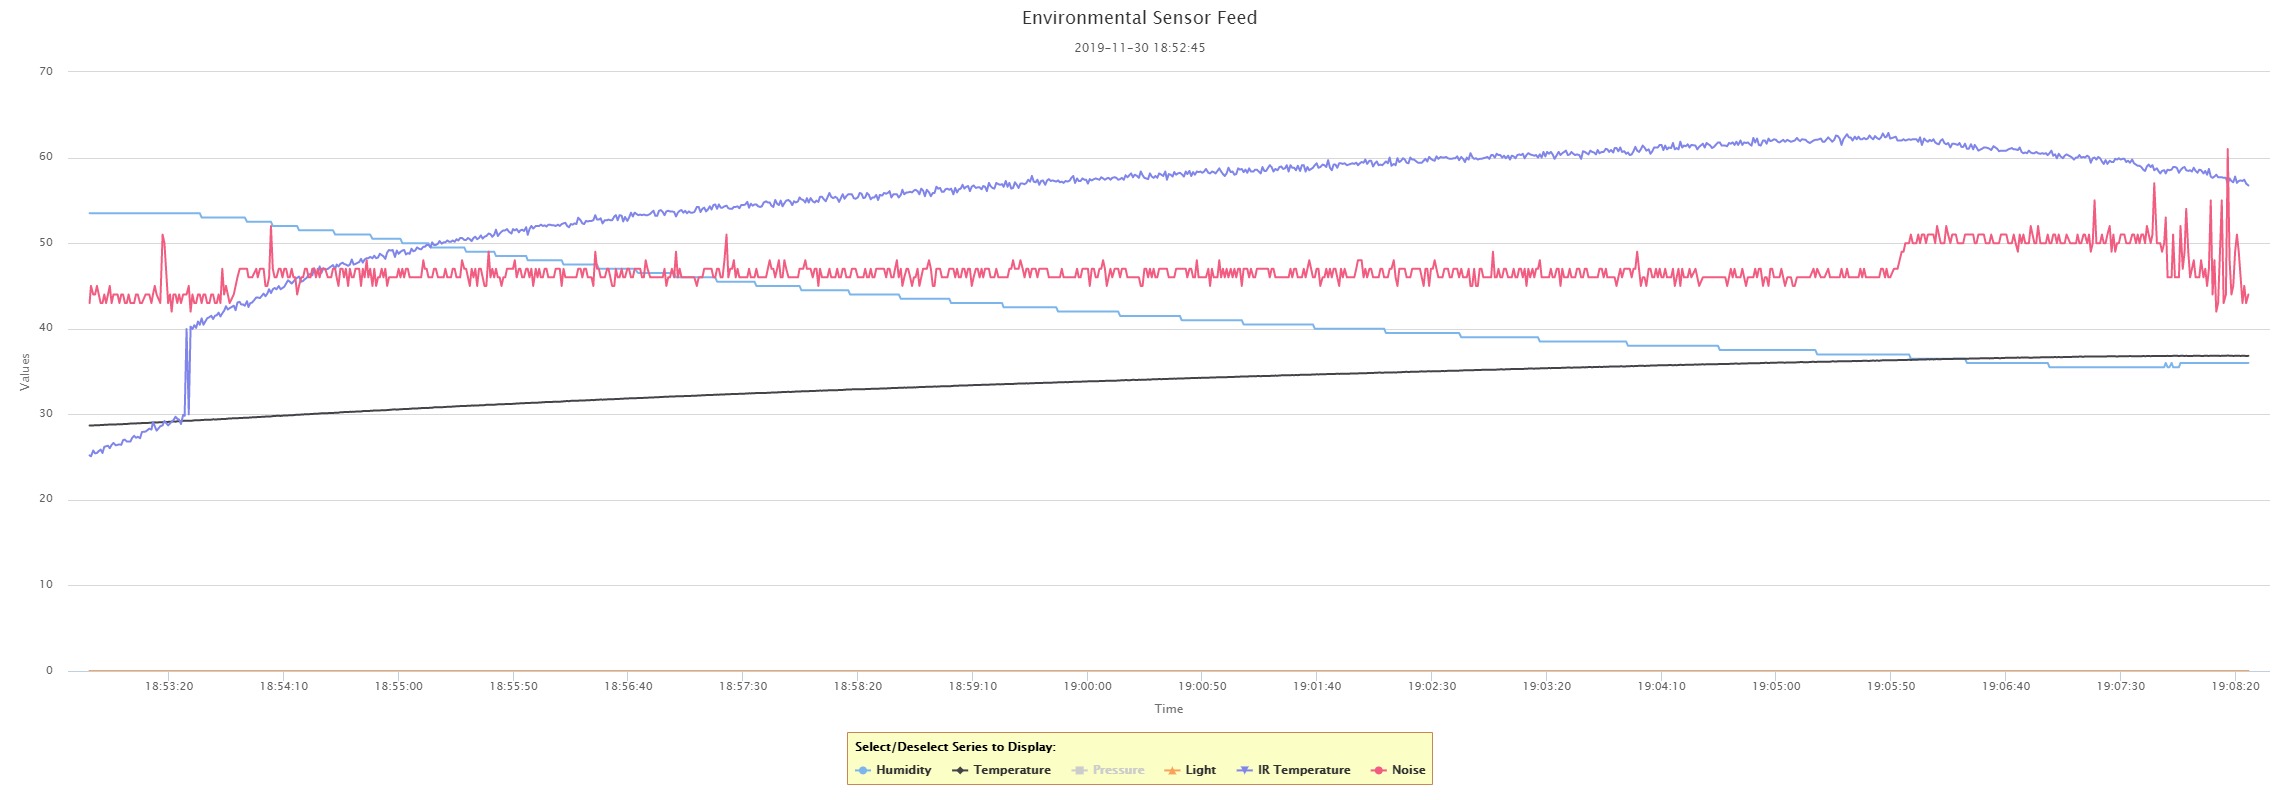 Environmental Sensor Feed
2019-11-30 18:52:45
70
60
50
40
30
20
10
0
Values
18:53:20 18:54:10 18:55:00 18:55:50 18:56:40 18:57:30 18:58:20 18:59:10 19:00:00 19:00:50 19:01:40 19:02:30 19:03:20 19:04:10 19:05:00 19:05:50 19:06:40 19:07:30 19:08:20
Time
Select/Deselect Series to Display:
Humidity Temperature Pressure Light IR Temperature Noise